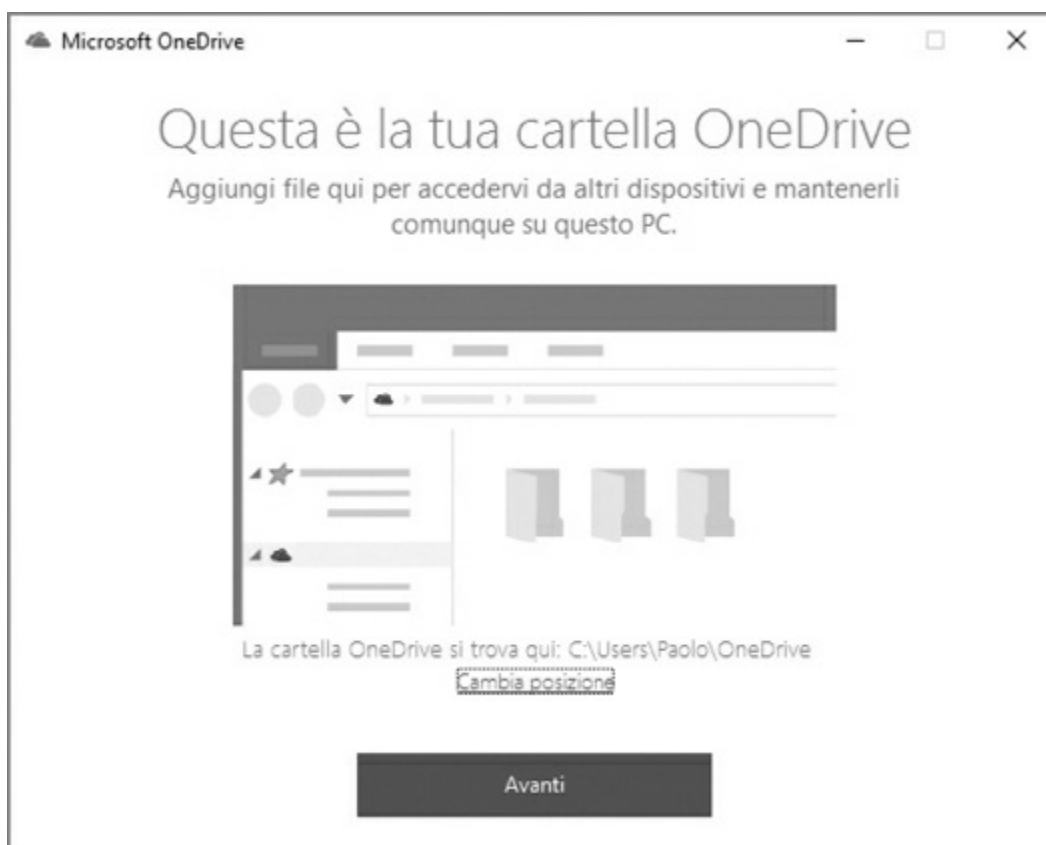 Microsoft OneDrive
Questa è la tua cartella OneDrive
Aggiungi file qui per accedervi da altri dispositivi e mantenerli
comunque su questo PC.
La cartella OneDrive si trova qui: C:\Users\Paolo\OneDrive
Cambia posizione
Avanti